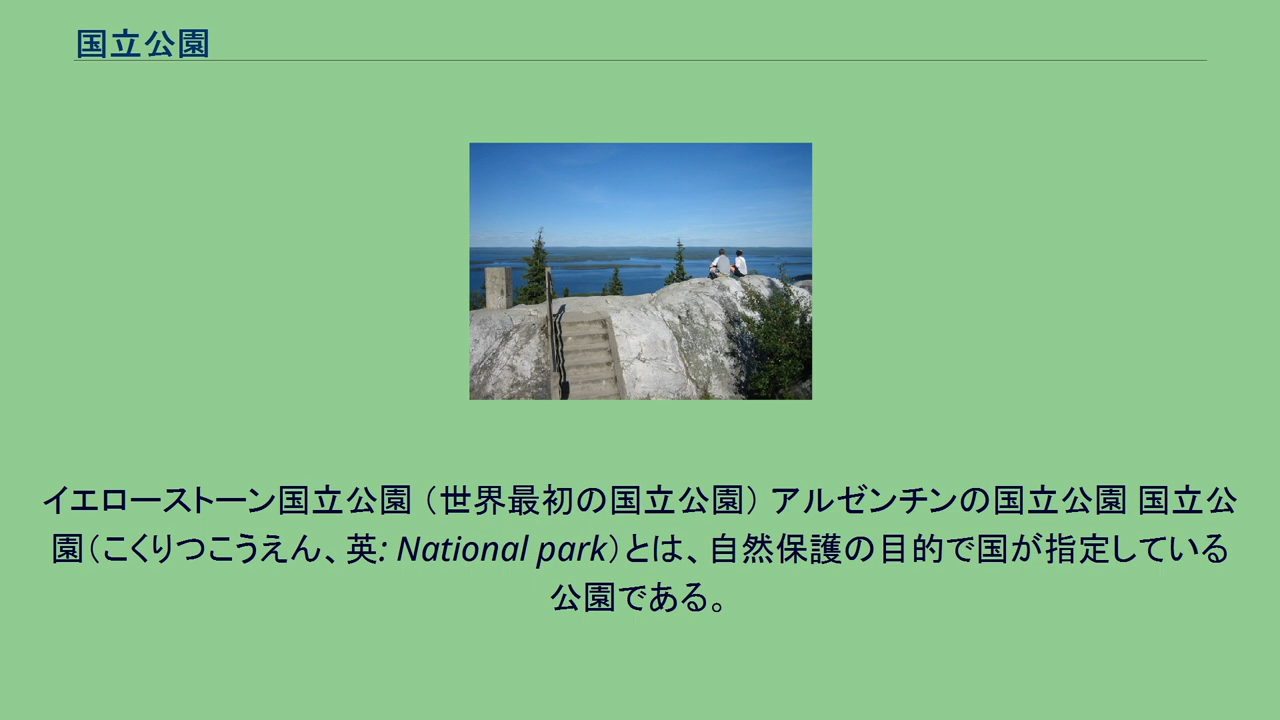 国立公園
イエローストーン国立公園 （世界最初の国立公園） アルゼンチンの国立公園 国立公
園（こくりつこうえん、英: National park）とは、自然保護の目的で国が指定している
公園である。